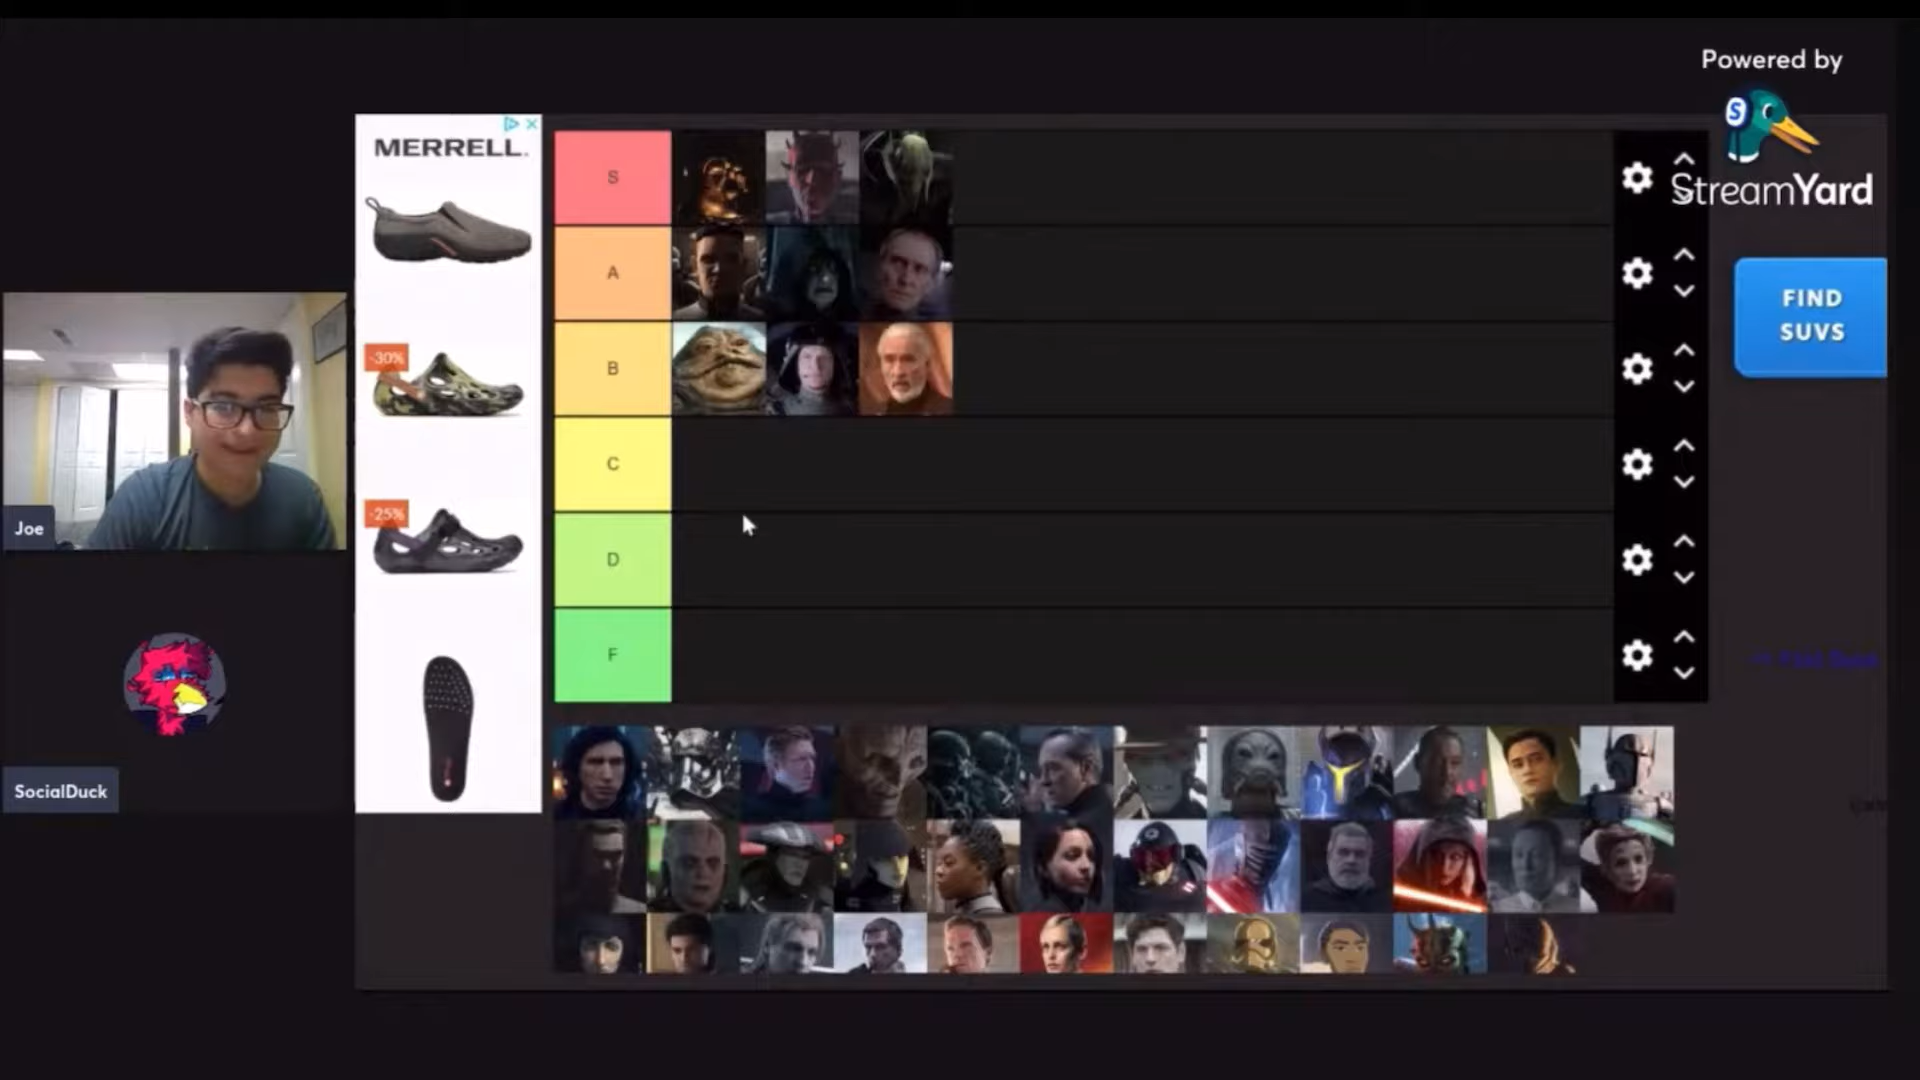 Powered by
StreamYard
MERRELL
-30%
-25%
S
A
B
C
D
F
FIND
SUVS
Joe
SocialDuck